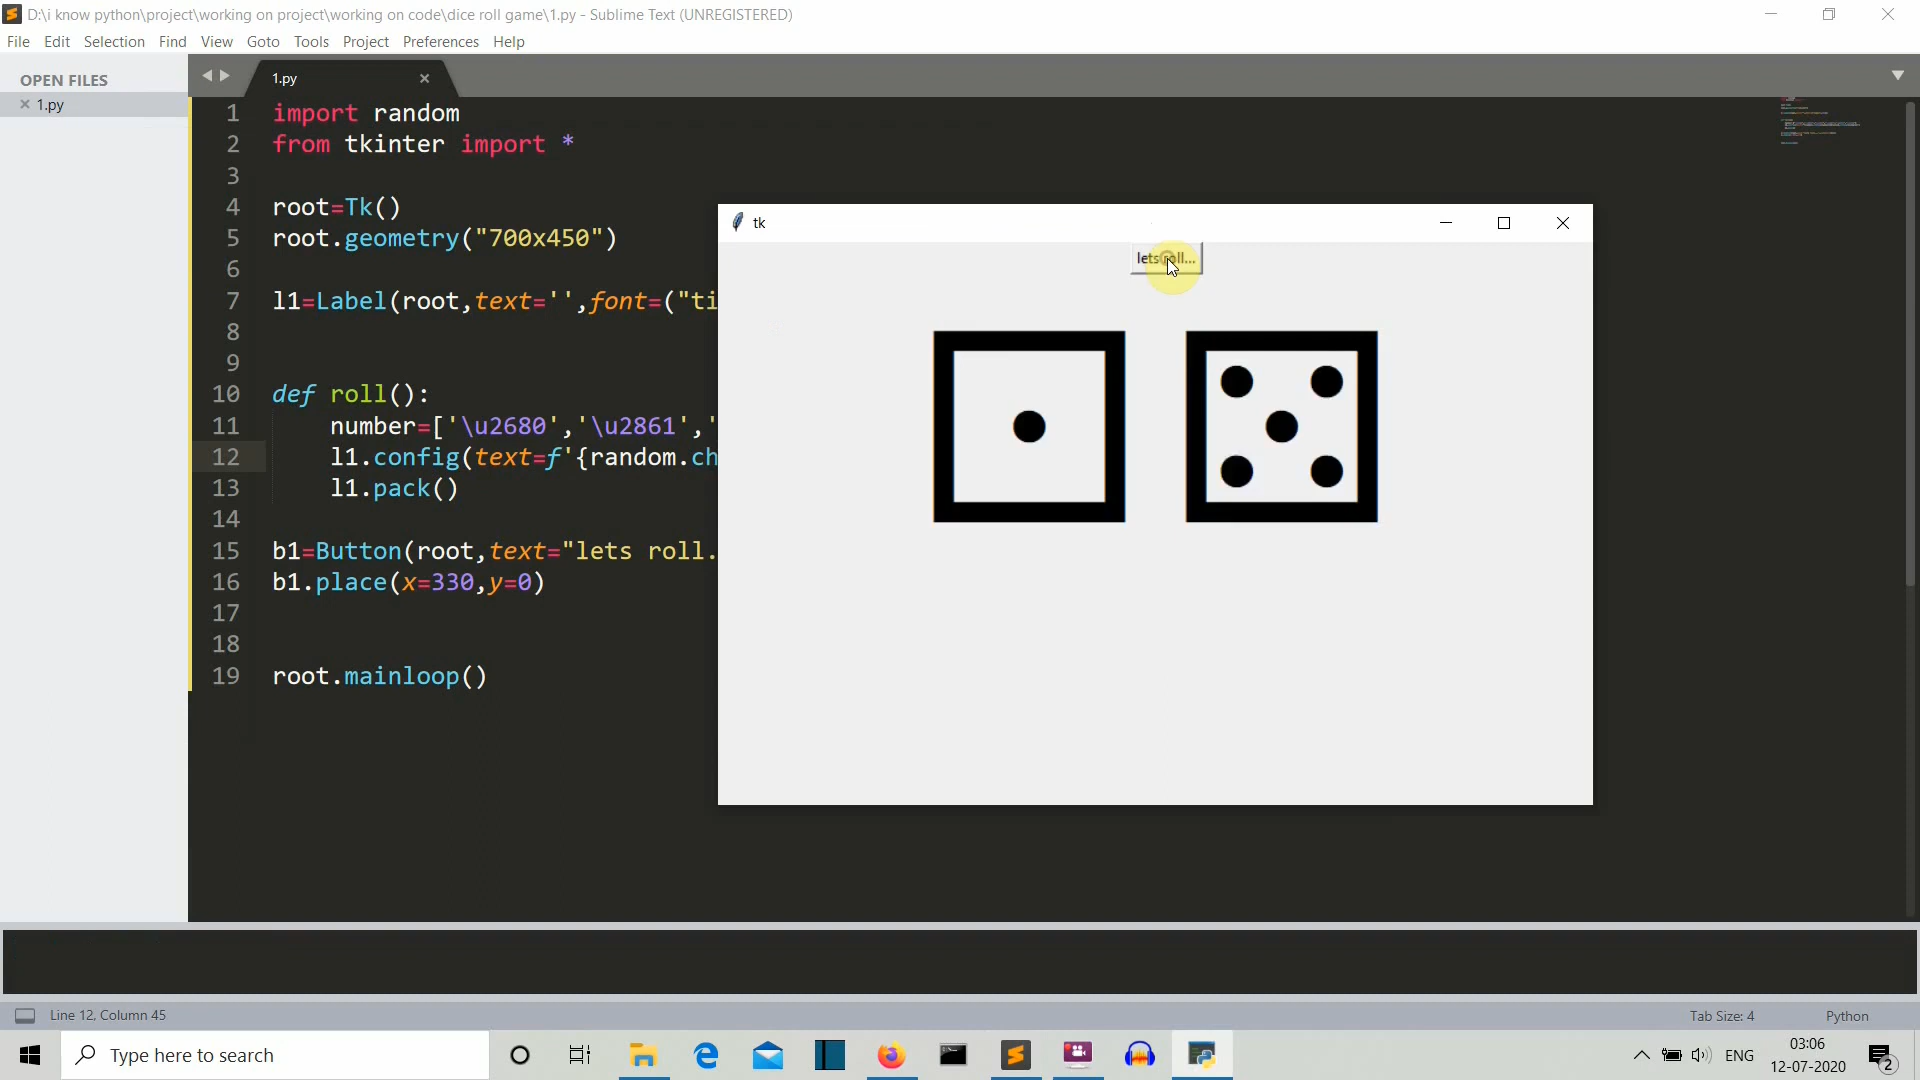 D:\i know python\project\working on project\working on code\dice roll game\1.py - Sublime Text (UNREGISTERED)
File Edit Selection Find View Goto Tools Project Preferences Help
OPEN FILES
1.py
1.py
1 import random
2 from tkinter import *
3
4 root=Tk()
5 root.geometry("700x450")
6
7 l1=Label(root,text='',font=("ti
8
9
10 def roll():
11 number=['\u2680','\u2861','
12 l1.config(text=f'{random.ch
13 l1.pack()
14
15 b1=Button(root,text="lets roll.
16 b1.place(x=330,y=0)
17
18
19 root.mainloop()
tk
lets roll...
Line 12, Column 45
Tab Size: 4
Python
Type here to search
ENG
03:06
12-07-2020
2